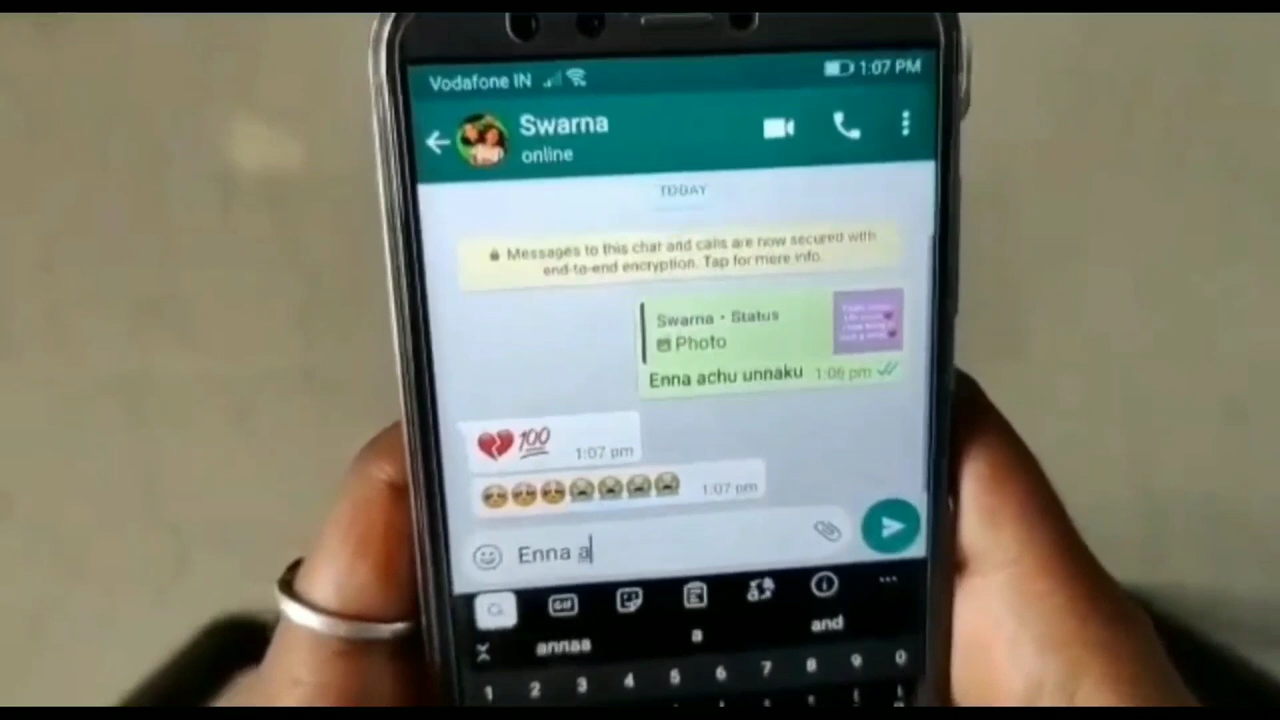 Vodafone IN 1:07 PM
Swarna
online
TODAY
Messages to this chat and calls are now secured with
end-to-end encryption. Tap for more info.
Swarna • Status
Photo
Enna achu unnaku 1:06 pm
💔💯 1:07 pm
1:07 pm
Enna a
GIF
annaa a and
1 2 3 4 5 6 7 8 9 0